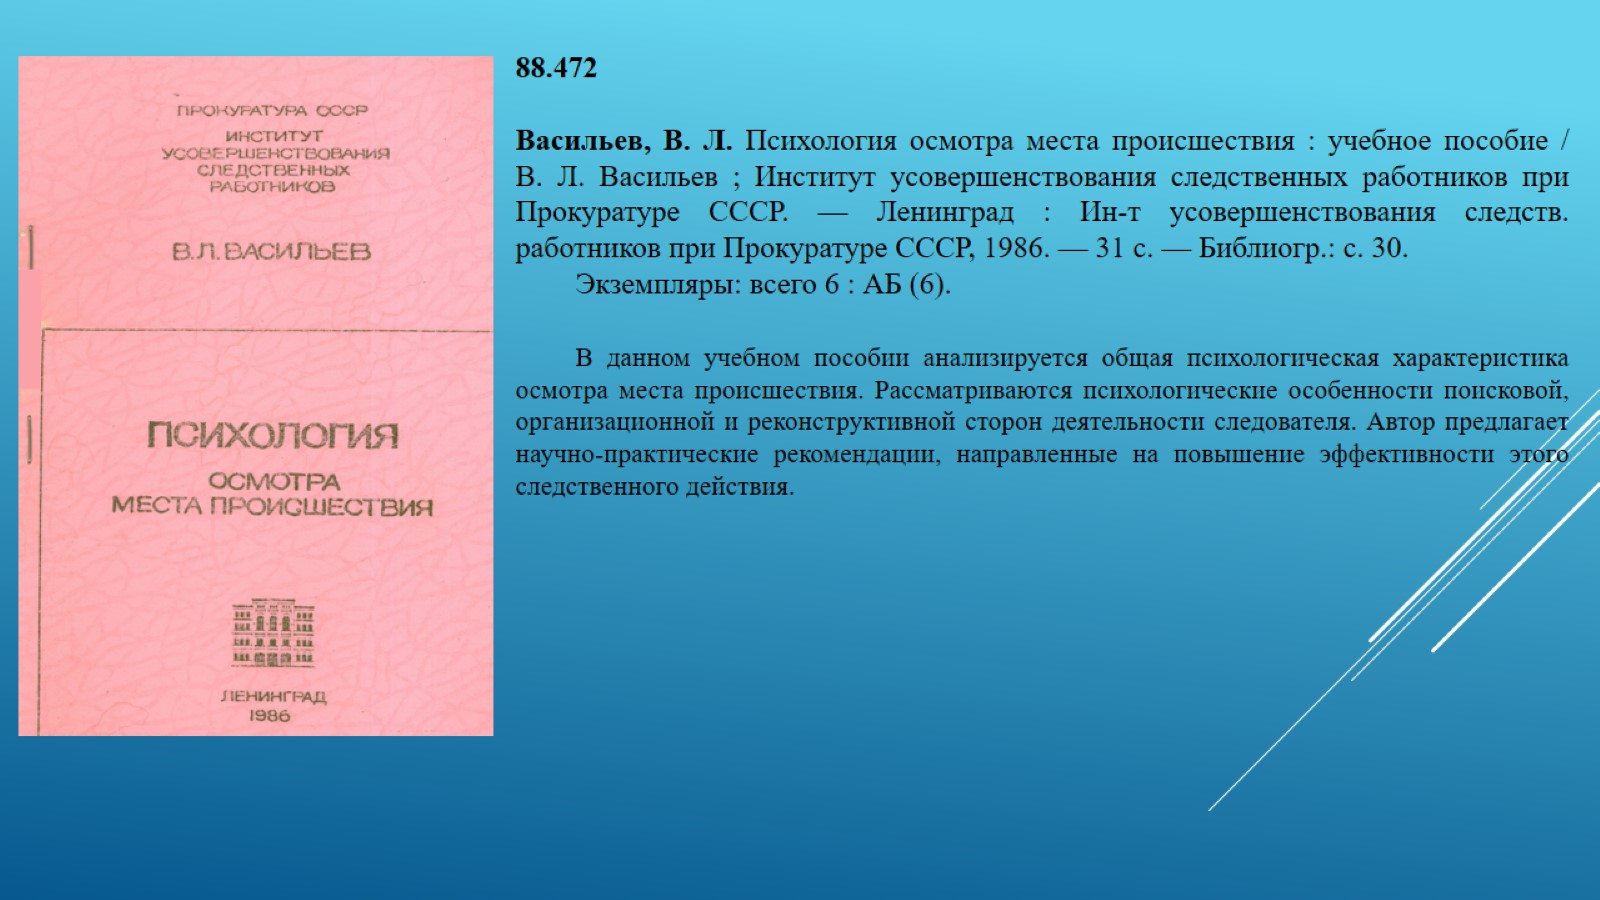 ПРОКУРАТУРА СССР
ИНСТИТУТ
УСОВЕРШЕНСТВОВАНИЯ
СЛЕДСТВЕННЫХ
РАБОТНИКОВ
В.Л.ВАСИЛЬЕВ
ПСИХОЛОГИЯ
ОСМОТРА
МЕСТА ПРОИСШЕСТВИЯ
ЛЕНИНГРАД
1986
88.472
Васильев, В. Л. Психология осмотра места происшествия : учебное пособие /
В. Л. Васильев ; Институт усовершенствования следственных работников при
Прокуратуре СССР. — Ленинград : Ин-т усовершенствования следств.
работников при Прокуратуре СССР, 1986. — 31 с. — Библиогр.: с. 30.
Экземпляры: всего 6 : АБ (6).
В данном учебном пособии анализируется общая психологическая характеристика
осмотра места происшествия. Рассматриваются психологические особенности поисковой,
организационной и реконструктивной сторон деятельности следователя. Автор предлагает
научно-практические рекомендации, направленные на повышение эффективности этого
следственного действия.